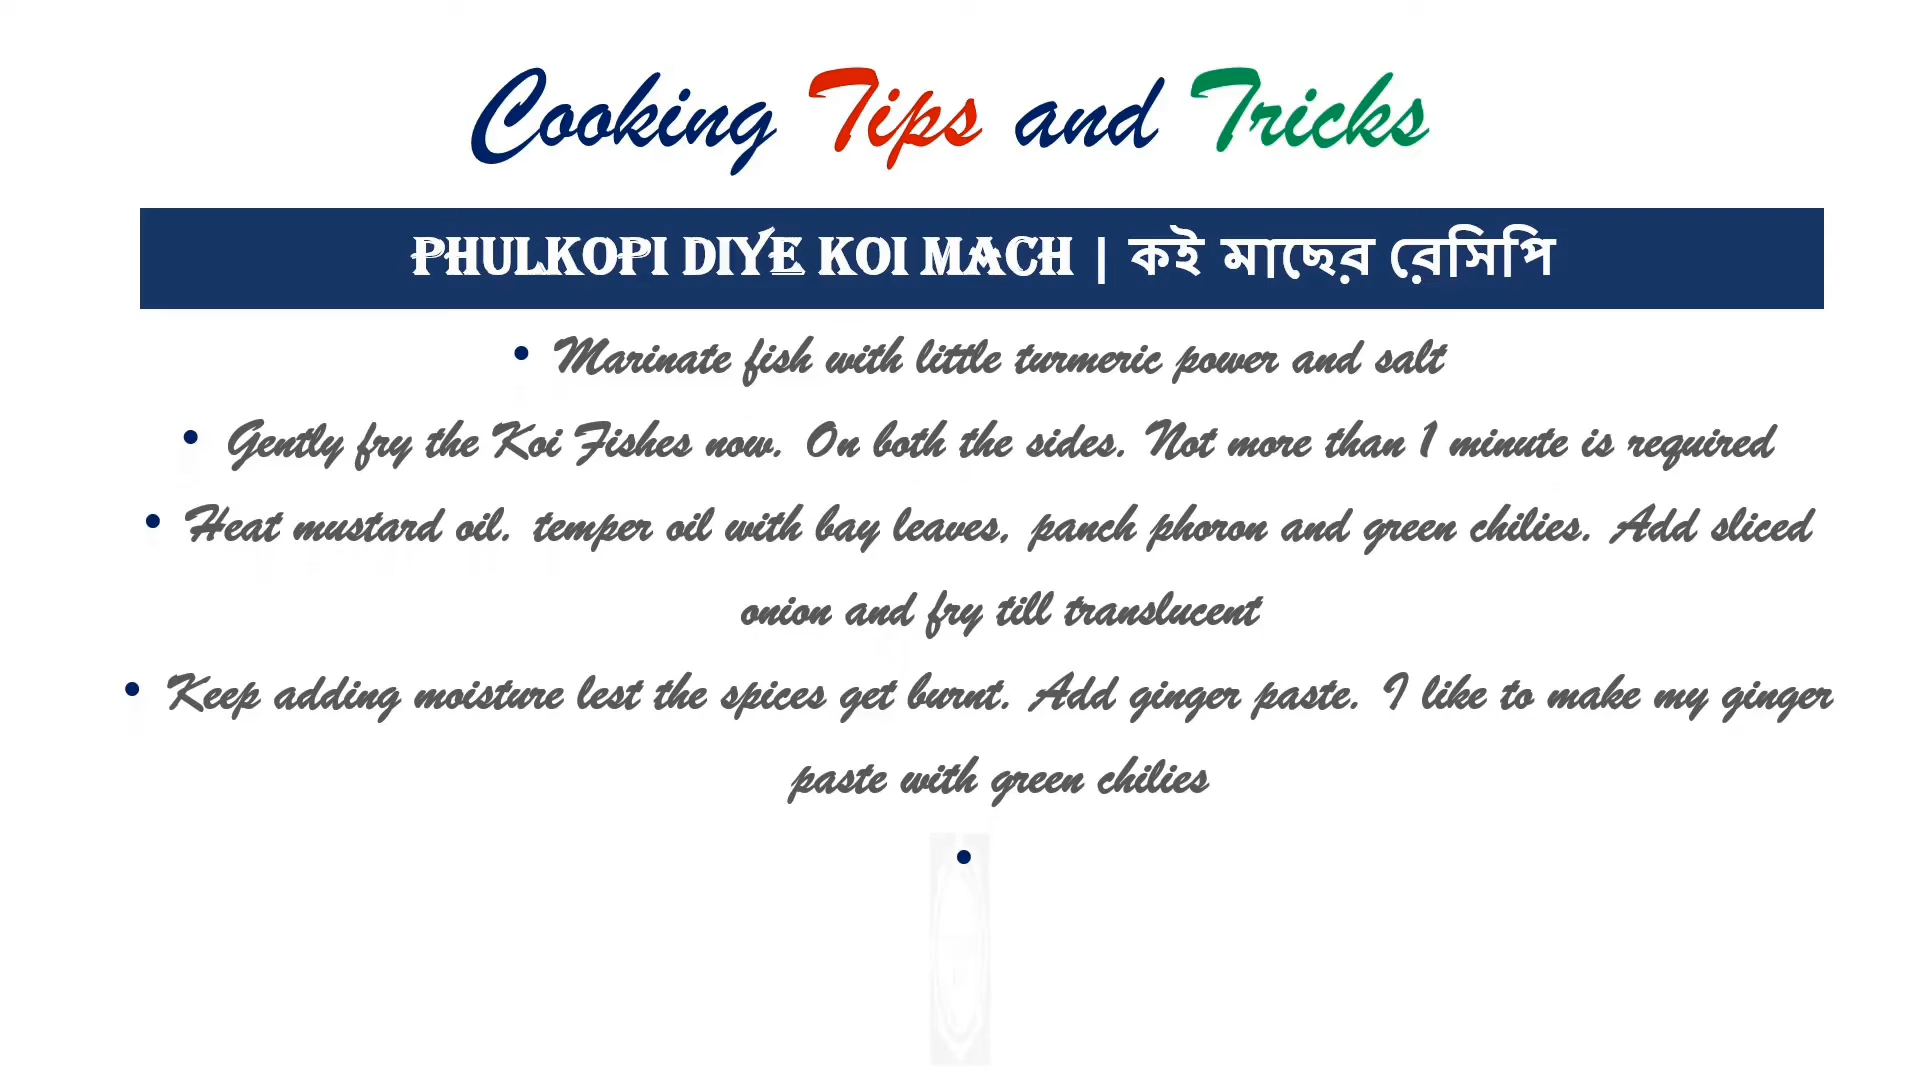 Cooking Tips and Tricks
PHULKOPI DIYE KOI MACH | কই মাছের রেসিপি
• Marinate fish with little turmeric power and salt
• Gently fry the Koi Fishes now. On both the sides. Not more than 1 minute is required
• Heat mustard oil. temper oil with bay leaves, panch phoron and green chilies. Add sliced
onion and fry till translucent
• Keep adding moisture lest the spices get burnt. Add ginger paste. I like to make my ginger
paste with green chilies
•